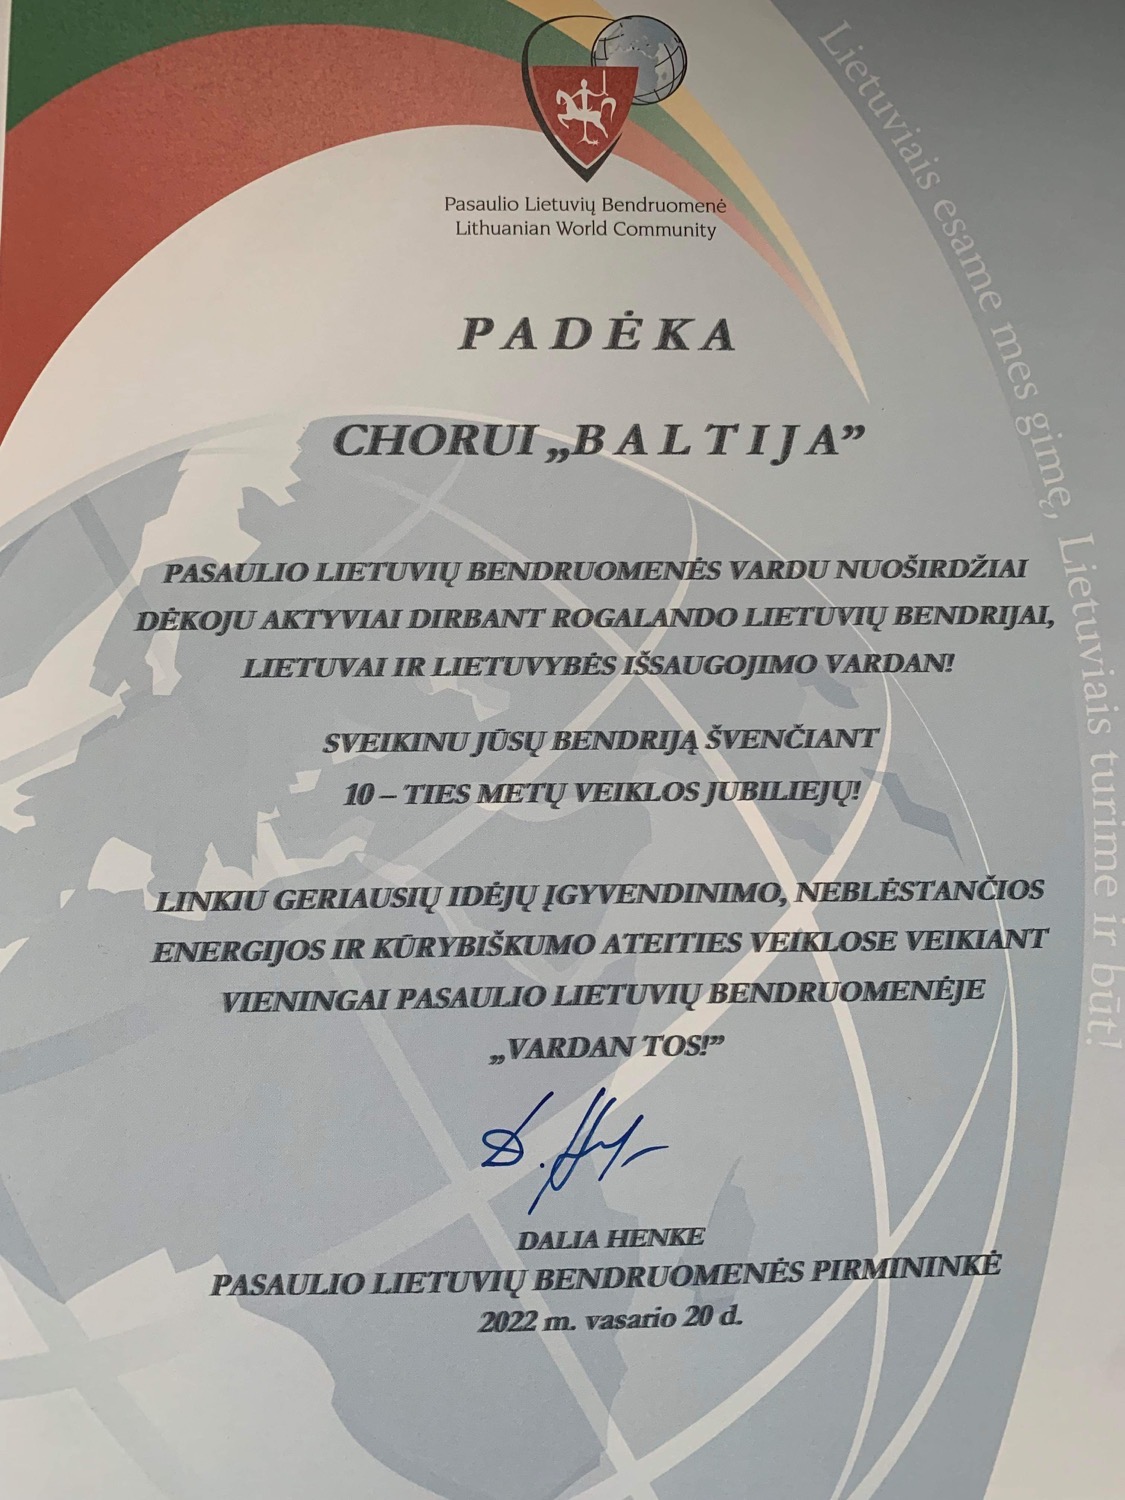 Pasaulio Lietuvių Bendruomenė
Lithuanian World Community
PADĖKA
CHORUI „BALTIJA”
PASAULIO LIETUVIŲ BENDRUOMENĖS VARDU NUOŠIRDŽIAI
DĖKOJU AKTYVIAI DIRBANT ROGALANDO LIETUVIŲ BENDRIJAI,
LIETUVAI IR LIETUVYBĖS IŠSAUGOJIMO VARDAN!
SVEIKINU JŪSŲ BENDRIJĄ ŠVENČIANT
10 – TIES METŲ VEIKLOS JUBILIEJŲ!
LINKIU GERIAUSIŲ IDĖJŲ ĮGYVENDINIMO, NEBLĖSTANČIOS
ENERGIJOS IR KŪRYBIŠKUMO ATEITIES VEIKLOSE VEIKIANT
VIENINGAI PASAULIO LIETUVIŲ BENDRUOMENĖJE
„VARDAN TOS!”
DALIA HENKE
PASAULIO LIETUVIŲ BENDRUOMENĖS PIRMININKĖ
2022 m. vasario 20 d.
Lietuviais esame mes gimę, Lietuviais turime ir būt!